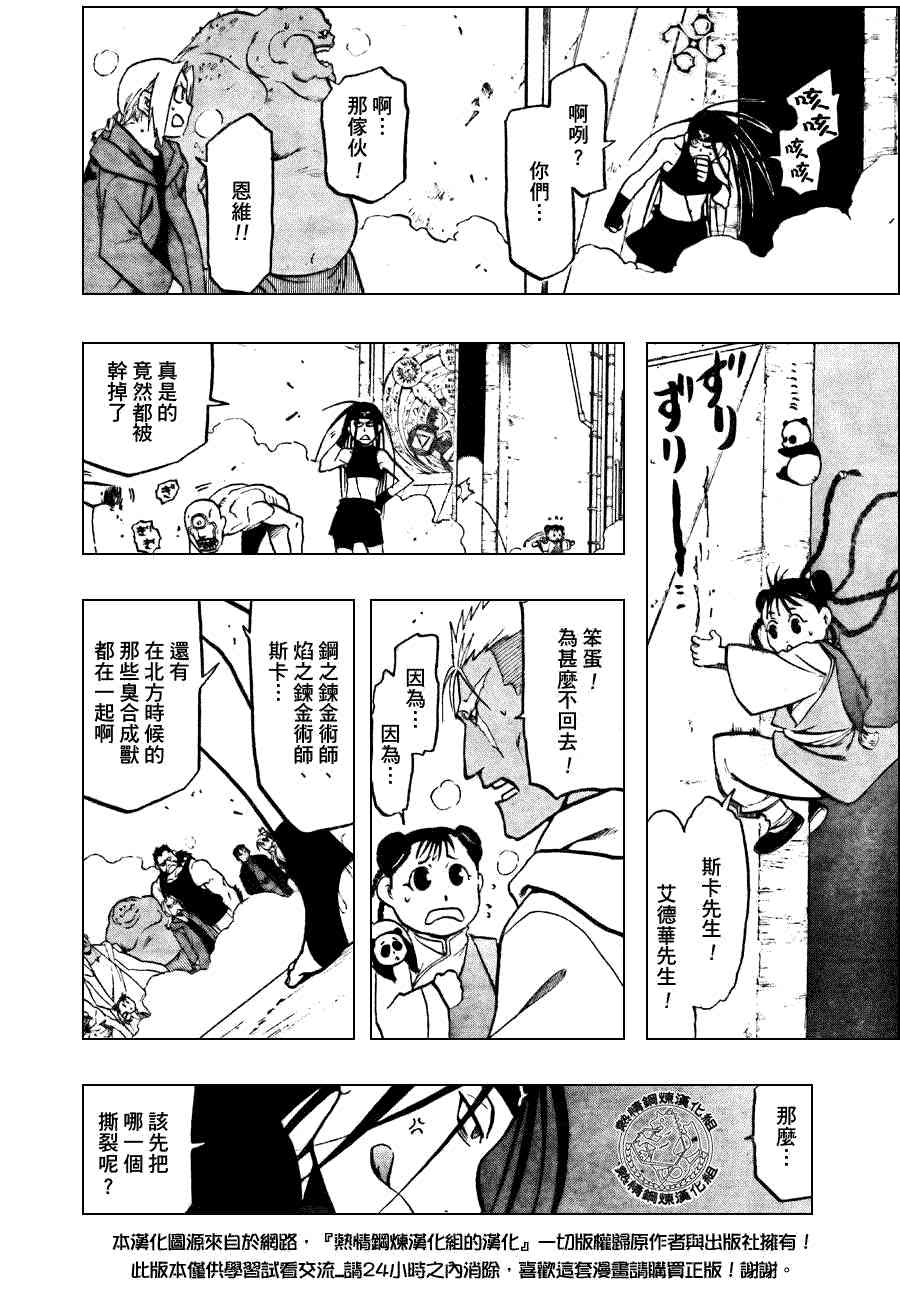 咳
咳
咳
咳
啊咧？
你們…
啊…
那傢伙！
恩維!!
ずり
ずりーっ
斯卡先生！
艾德華先生！
真是的
竟然都被
幹掉了
笨蛋！
為甚麼不回去！
因為…
因為…
鋼之鍊金術師、
焰之鍊金術師、
斯卡…
還有
在北方時候的
那些臭合成獸
都在一起啊
那麼…
熱情鋼煉漢化組
熱情鋼煉漢化組
該先把
哪一個
撕裂呢？
本漢化圖源來自於網路，『熱情鋼煉漢化組的漢化』一切版權歸原作者與出版社擁有！
此版本僅供學習試看交流_請24小時之內消除，喜歡這套漫畫請購買正版！謝謝。